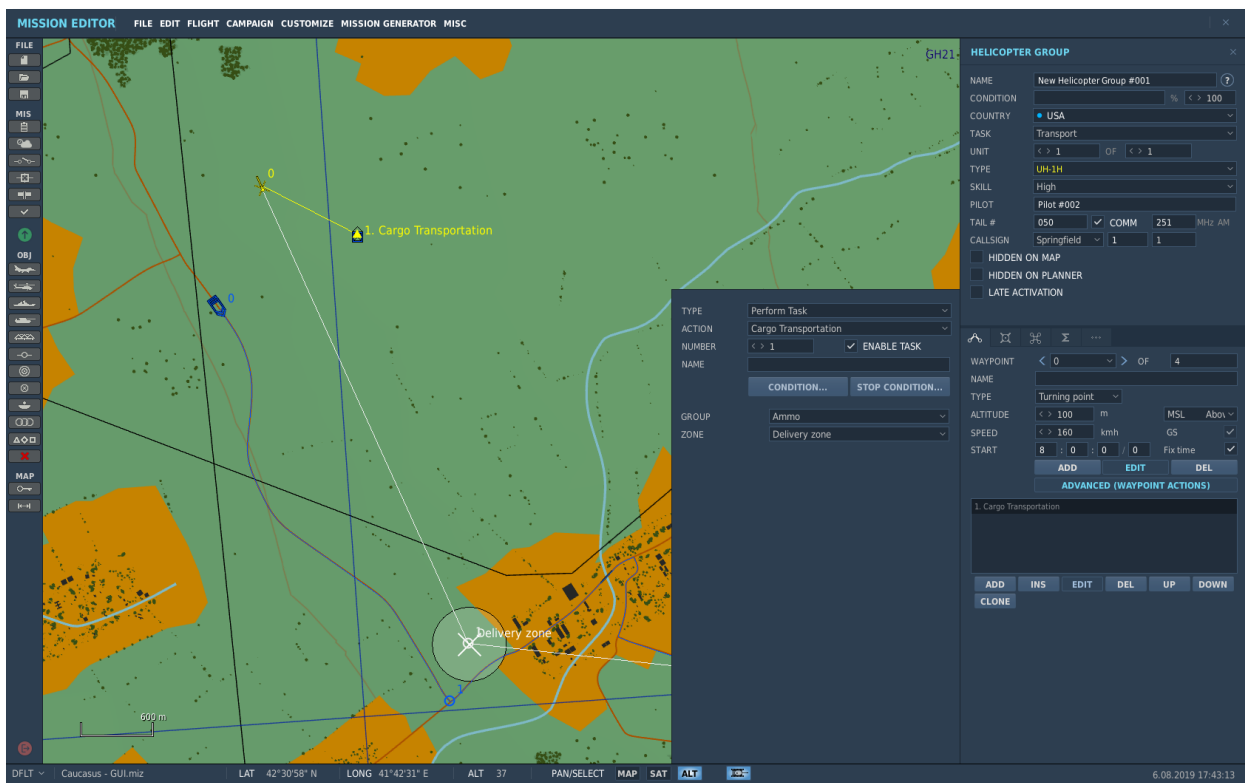 MISSION EDITOR FILE EDIT FLIGHT CAMPAIGN CUSTOMIZE MISSION GENERATOR MISC ×
FILE
MIS
OBJ
MAP
GH21
0
1. Cargo Transportation
0
Delivery zone
1
600 m
TYPE Perform Task
ACTION Cargo Transportation
NUMBER < > 1 ENABLE TASK
NAME
CONDITION... STOP CONDITION...
GROUP Ammo
ZONE Delivery zone
HELICOPTER GROUP ×
NAME New Helicopter Group #001 ?
CONDITION % < > 100
COUNTRY USA
TASK Transport
UNIT < > 1 OF < > 1
TYPE UH-1H
SKILL High
PILOT Pilot #002
TAIL # 050 COMM 251 MHz AM
CALLSIGN Springfield 1 1
HIDDEN ON MAP
HIDDEN ON PLANNER
LATE ACTIVATION
WAYPOINT < 0 > OF 4
NAME
TYPE Turning point
ALTITUDE < > 100 m MSL Abov
SPEED < > 160 kmh GS
START 8 : 0 : 0 / 0 Fix time
ADD EDIT DEL
ADVANCED (WAYPOINT ACTIONS)
1. Cargo Transportation
ADD INS EDIT DEL UP DOWN
CLONE
DFLT Caucasus - GUI.miz LAT 42°30'58" N LONG 41°42'31" E ALT 37 PAN/SELECT MAP SAT ALT 6.08.2019 17:43:13